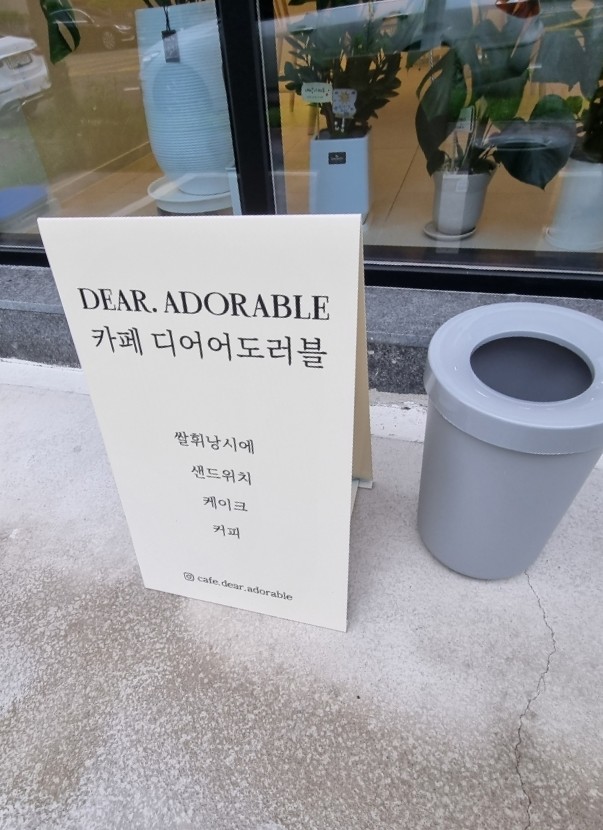 DEAR. ADORABLE
카페 디어어도러블
쌀휘낭시에
샌드위치
케이크
커피
cafe.dear.adorable